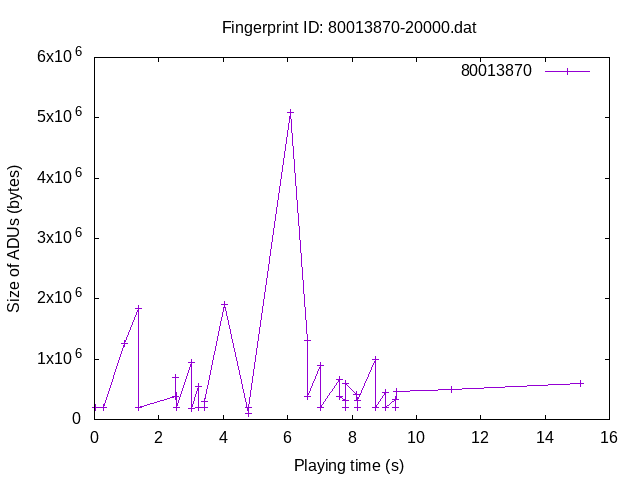 Fingerprint ID: 80013870-20000.dat
80013870
6x10^6
5x10^6
4x10^6
3x10^6
2x10^6
1x10^6
0
Size of ADUs (bytes)
0 2 4 6 8 10 12 14 16
Playing time (s)